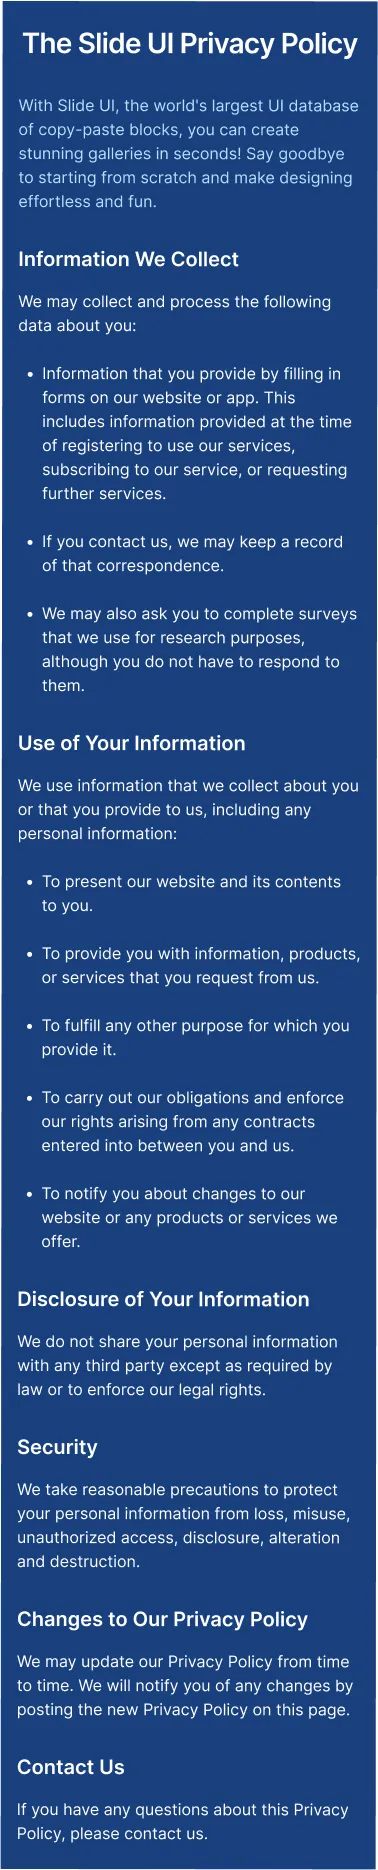 The Slide UI Privacy Policy
With Slide UI, the world's largest UI database
of copy-paste blocks, you can create
stunning galleries in seconds! Say goodbye
to starting from scratch and make designing
effortless and fun.
Information We Collect
We may collect and process the following
data about you:
• Information that you provide by filling in
forms on our website or app. This
includes information provided at the time
of registering to use our services,
subscribing to our service, or requesting
further services.
• If you contact us, we may keep a record
of that correspondence.
• We may also ask you to complete surveys
that we use for research purposes,
although you do not have to respond to
them.
Use of Your Information
We use information that we collect about you
or that you provide to us, including any
personal information:
• To present our website and its contents
to you.
• To provide you with information, products,
or services that you request from us.
• To fulfill any other purpose for which you
provide it.
• To carry out our obligations and enforce
our rights arising from any contracts
entered into between you and us.
• To notify you about changes to our
website or any products or services we
offer.
Disclosure of Your Information
We do not share your personal information
with any third party except as required by
law or to enforce our legal rights.
Security
We take reasonable precautions to protect
your personal information from loss, misuse,
unauthorized access, disclosure, alteration
and destruction.
Changes to Our Privacy Policy
We may update our Privacy Policy from time
to time. We will notify you of any changes by
posting the new Privacy Policy on this page.
Contact Us
If you have any questions about this Privacy
Policy, please contact us.